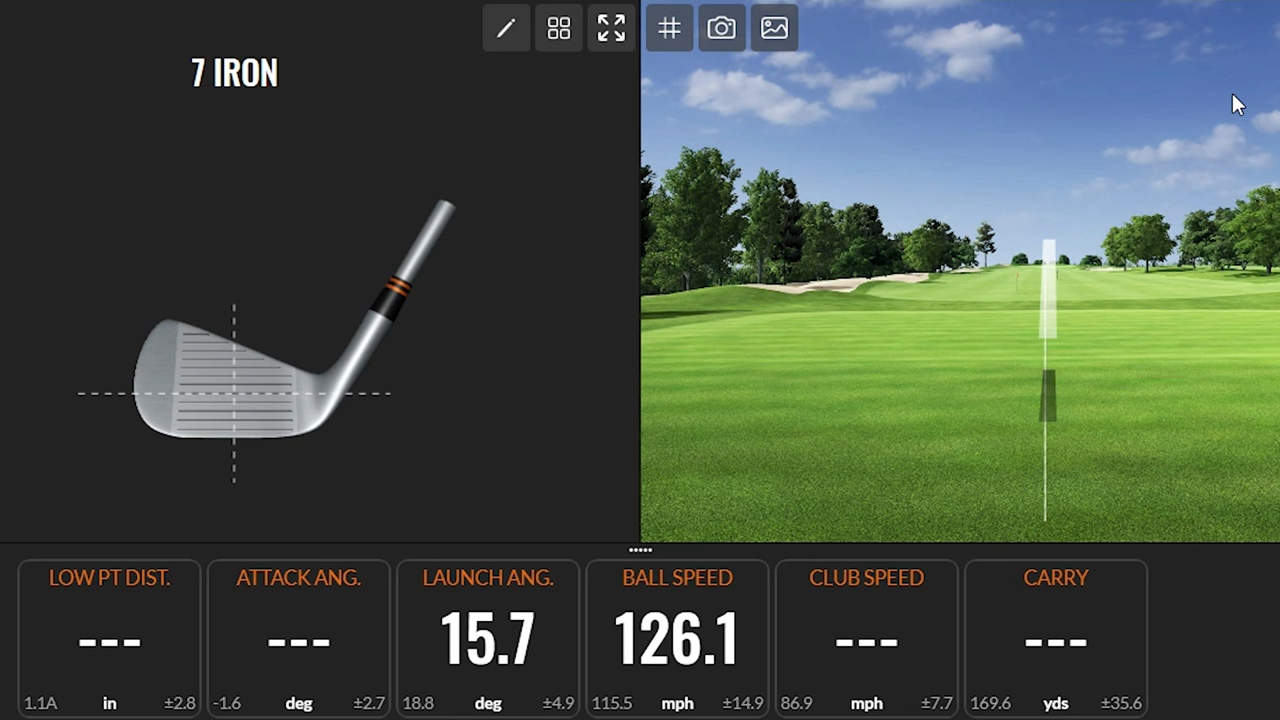 7 IRON
LOW PT DIST.
---
1.1A in ±2.8
ATTACK ANG.
---
-1.6 deg ±2.7
LAUNCH ANG.
15.7
18.8 deg ±4.9
BALL SPEED
126.1
115.5 mph ±14.9
CLUB SPEED
---
86.9 mph ±7.7
CARRY
---
169.6 yds ±35.6